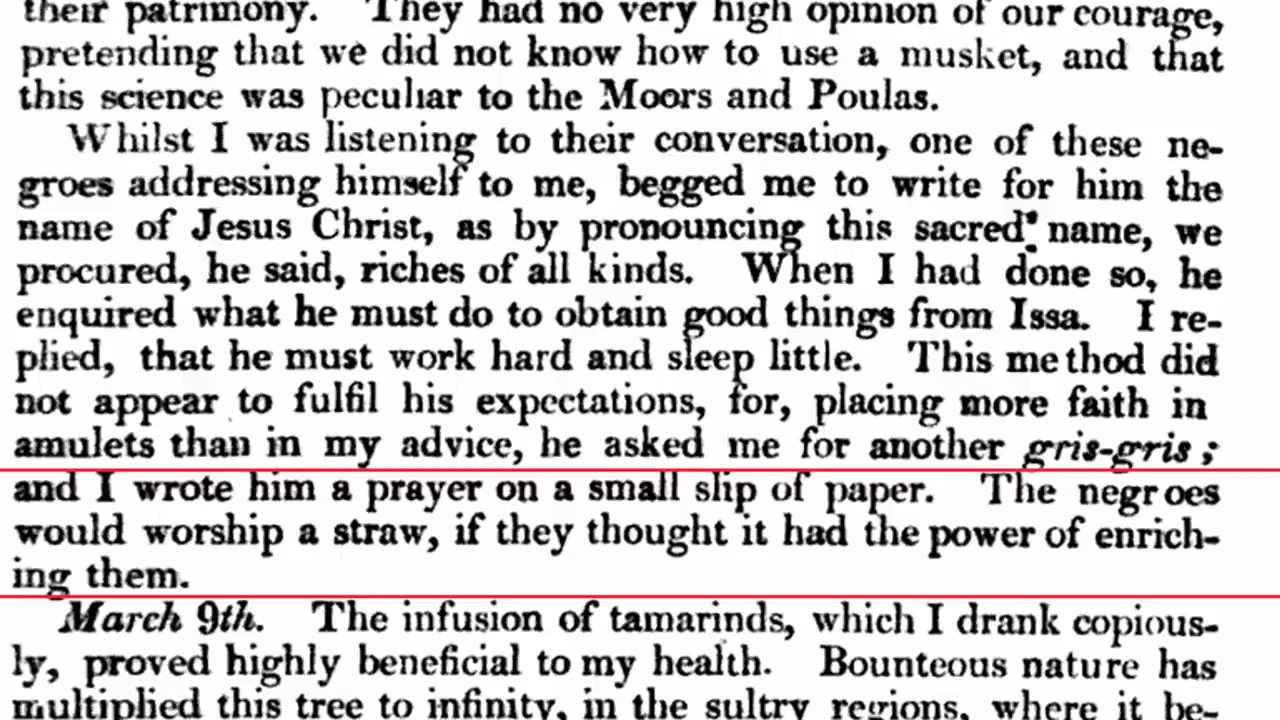 their patrimony. They had no very high opinion of our courage,
pretending that we did not know how to use a musket, and that
this science was peculiar to the Moors and Poulas.
Whilst I was listening to their conversation, one of these ne-
groes addressing himself to me, begged me to write for him the
name of Jesus Christ, as by pronouncing this sacred name, we
procured, he said, riches of all kinds. When I had done so, he
enquired what he must do to obtain good things from Issa. I re-
plied, that he must work hard and sleep little. This method did
not appear to fulfil his expectations, for, placing more faith in
amulets than in my advice, he asked me for another gris-gris;
and I wrote him a prayer on a small slip of paper. The negroes
would worship a straw, if they thought it had the power of enrich-
ing them.
March 9th. The infusion of tamarinds, which I drank copious-
ly, proved highly beneficial to my health. Bounteous nature has
multiplied this tree to infinity, in the sultry regions, where it be-